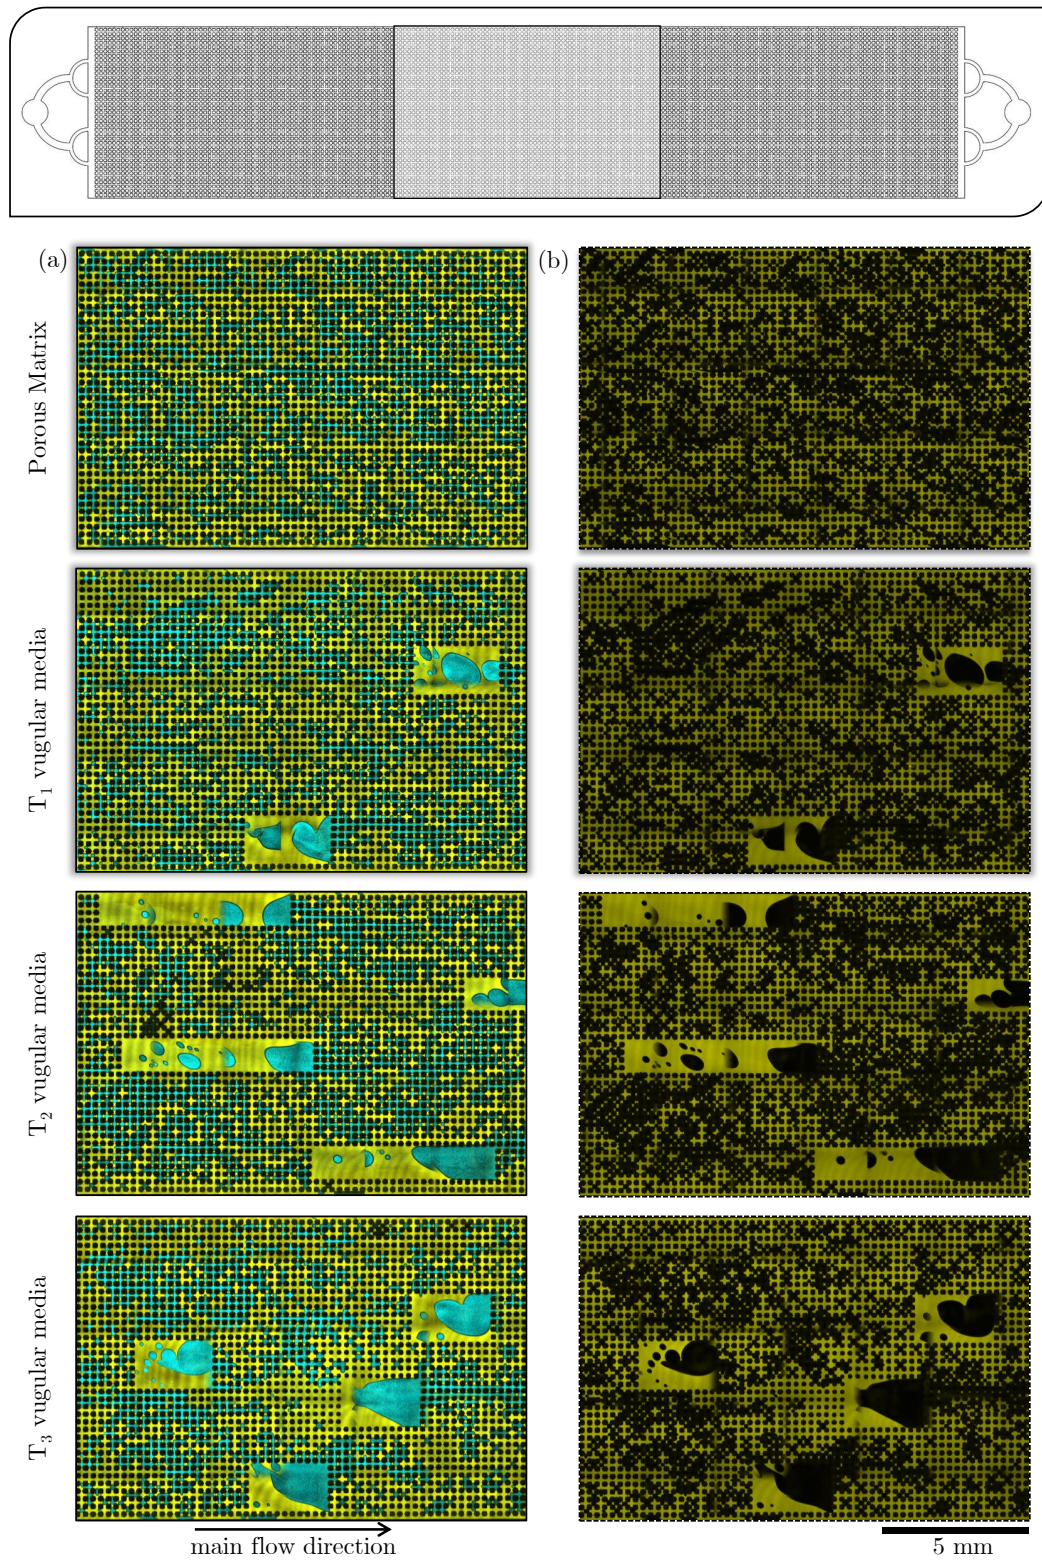 (a)
(b)
Porous Matrix
T₁ vugular media
T₂ vugular media
T₃ vugular media
main flow direction
5 mm